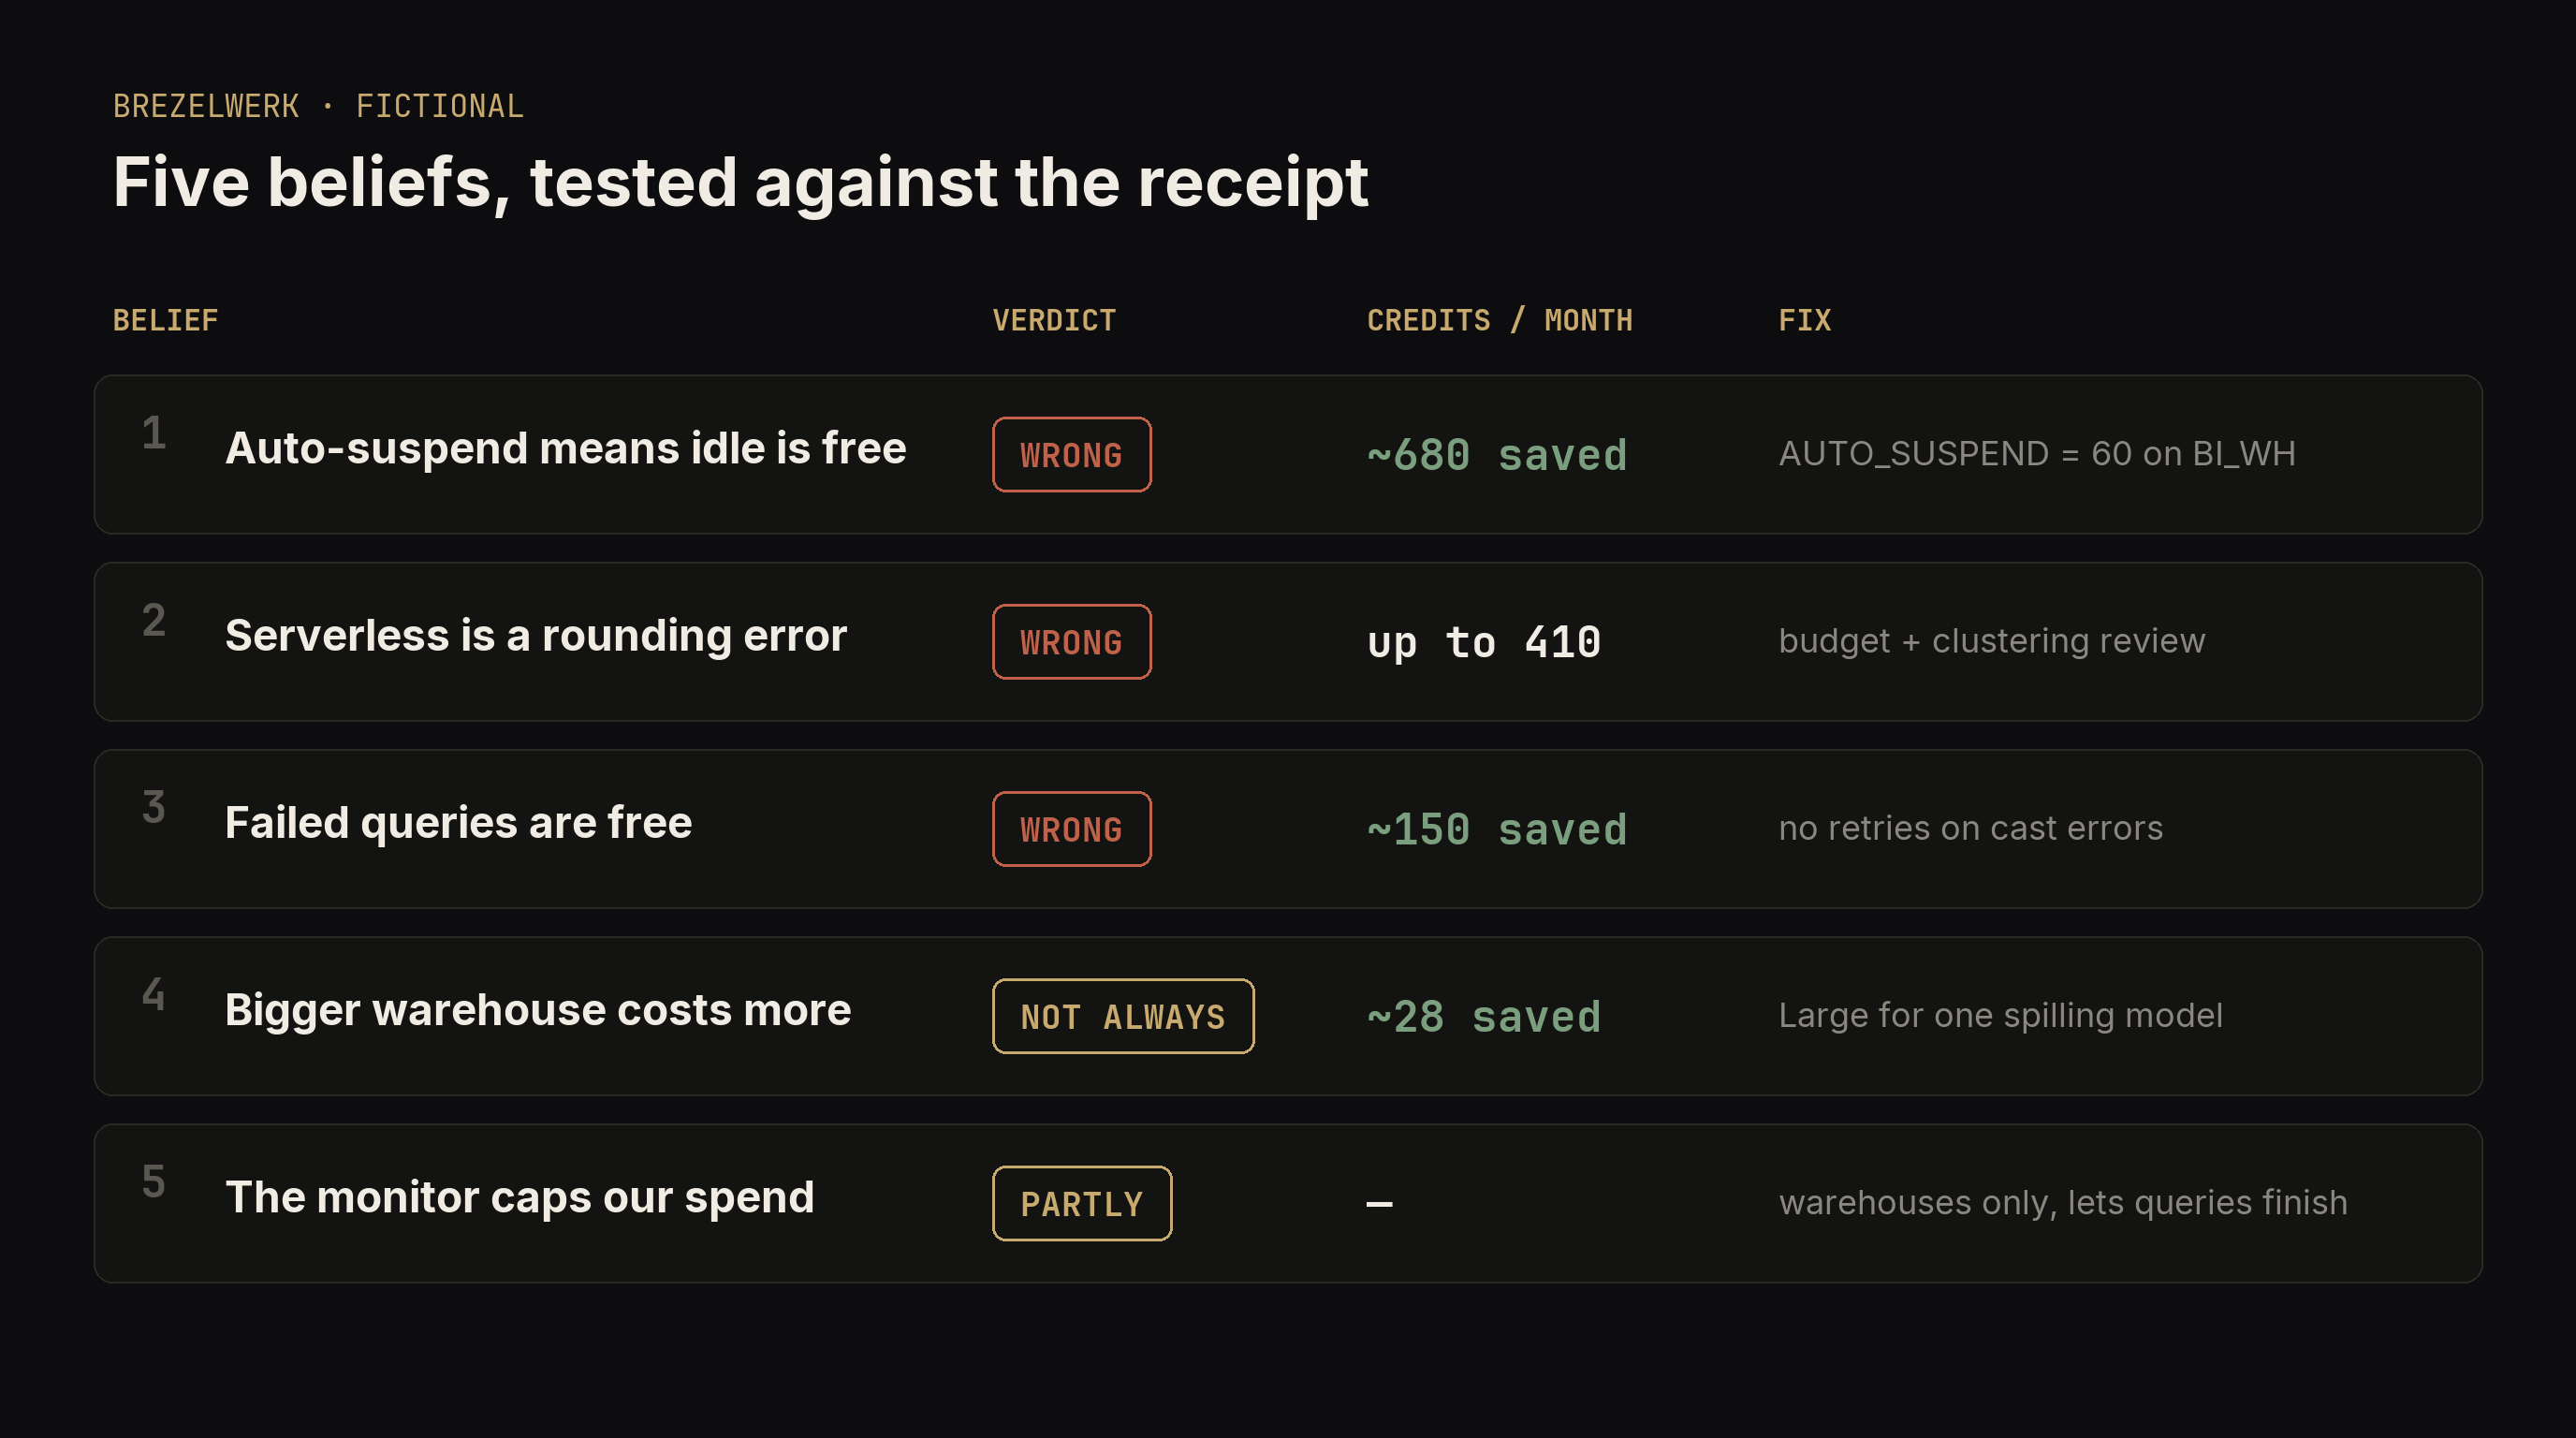 BREZELWERK · FICTIONAL
Five beliefs, tested against the receipt
BELIEF VERDICT CREDITS / MONTH FIX
1 Auto-suspend means idle is free WRONG ~680 saved AUTO_SUSPEND = 60 on BI_WH
2 Serverless is a rounding error WRONG up to 410 budget + clustering review
3 Failed queries are free WRONG ~150 saved no retries on cast errors
4 Bigger warehouse costs more NOT ALWAYS ~28 saved Large for one spilling model
5 The monitor caps our spend PARTLY — warehouses only, lets queries finish